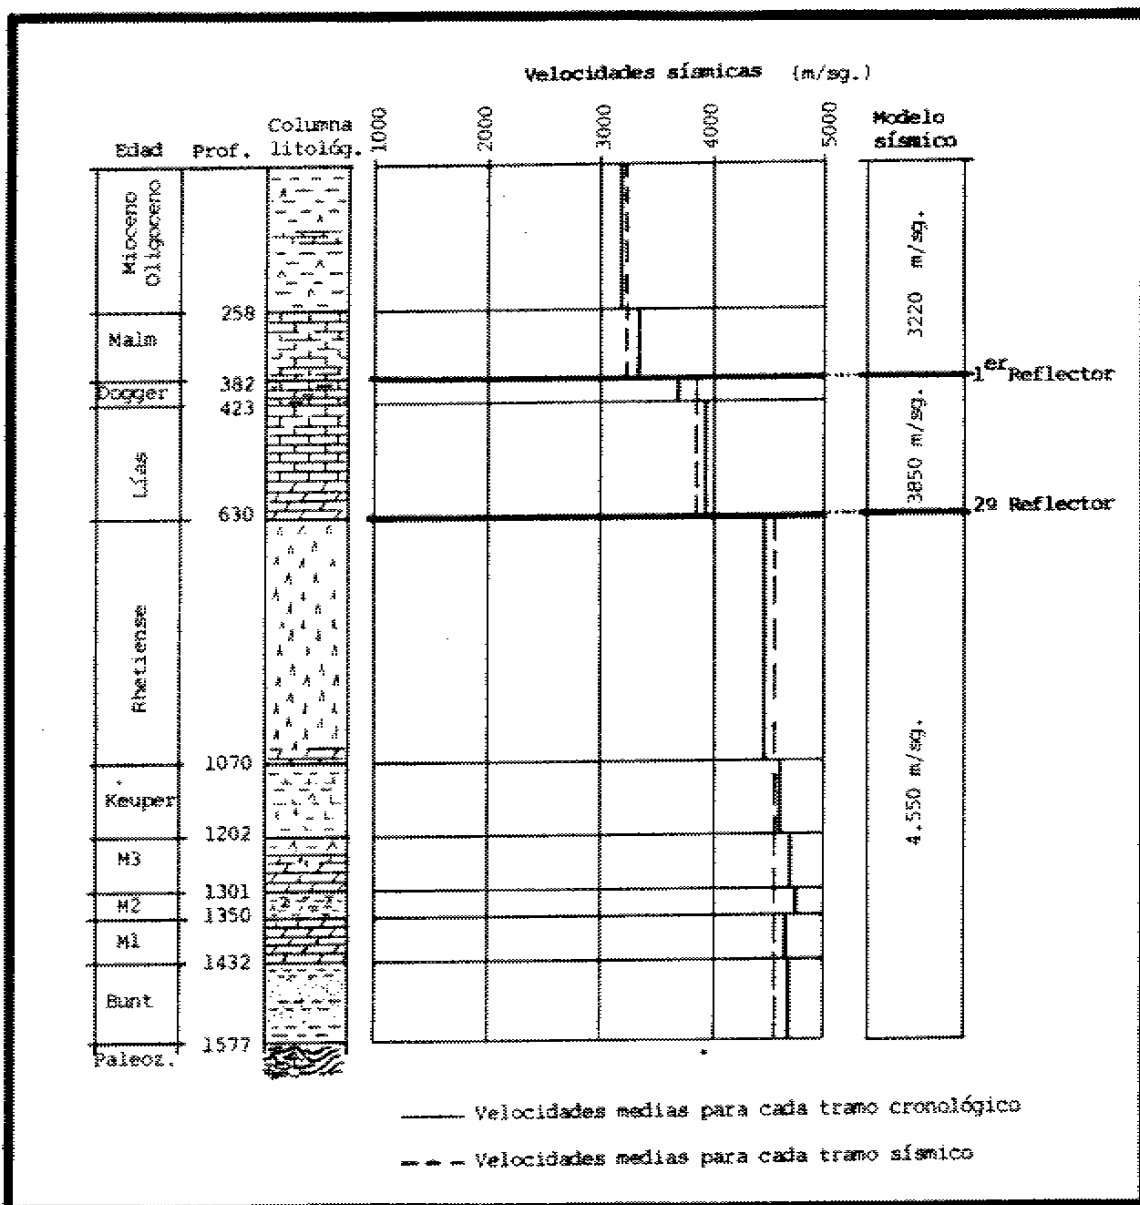 Velocidades sísmicas (m/sg.)
Edad
Prof.
Columna
litológ.
1000
2000
3000
4000
5000
Modelo
sísmico
Mioceno
Oligoceno
258
Malm
382
Dogger
423
Lías
630
Rhetiense
1070
Keuper
1202
M3
1301
M2
1350
M1
1432
Bunt
1577
Paleoz.
3220 m/sg.
1er Reflector
3850 m/sg.
2º Reflector
4.550 m/sg.
Velocidades medias para cada tramo cronológico
Velocidades medias para cada tramo sísmico